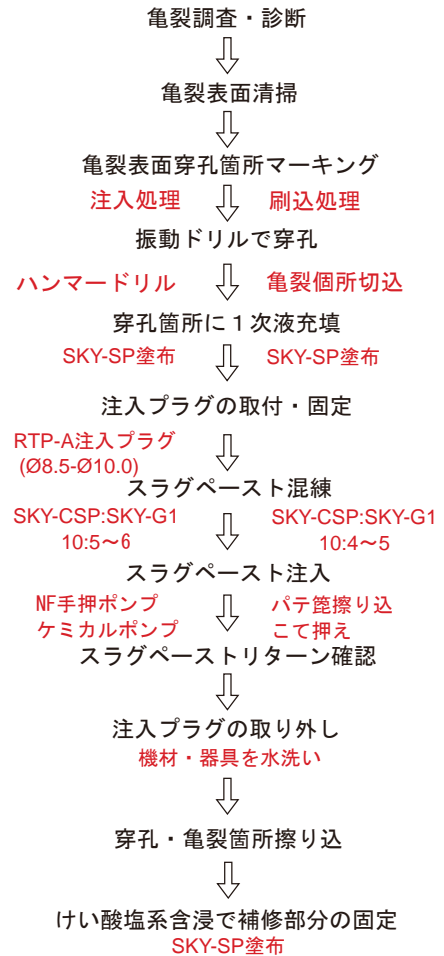 亀裂調査・診断
亀裂表面清掃
亀裂表面穿孔箇所マーキング
注入処理 刷込処理
振動ドリルで穿孔
ハンマードリル 亀裂個所切込
穿孔箇所に１次液充填
SKY-SP塗布 SKY-SP塗布
注入プラグの取付・固定
RTP-A注入プラグ
(Ø8.5-Ø10.0)
スラグペースト混練
SKY-CSP:SKY-G1 SKY-CSP:SKY-G1
10:5〜6 10:4〜5
スラグペースト注入
NF手押ポンプ パテ箆擦り込
ケミカルポンプ こて押え
スラグペーストリターン確認
注入プラグの取り外し
機材・器具を水洗い
穿孔・亀裂箇所擦り込
けい酸塩系含浸で補修部分の固定
SKY-SP塗布